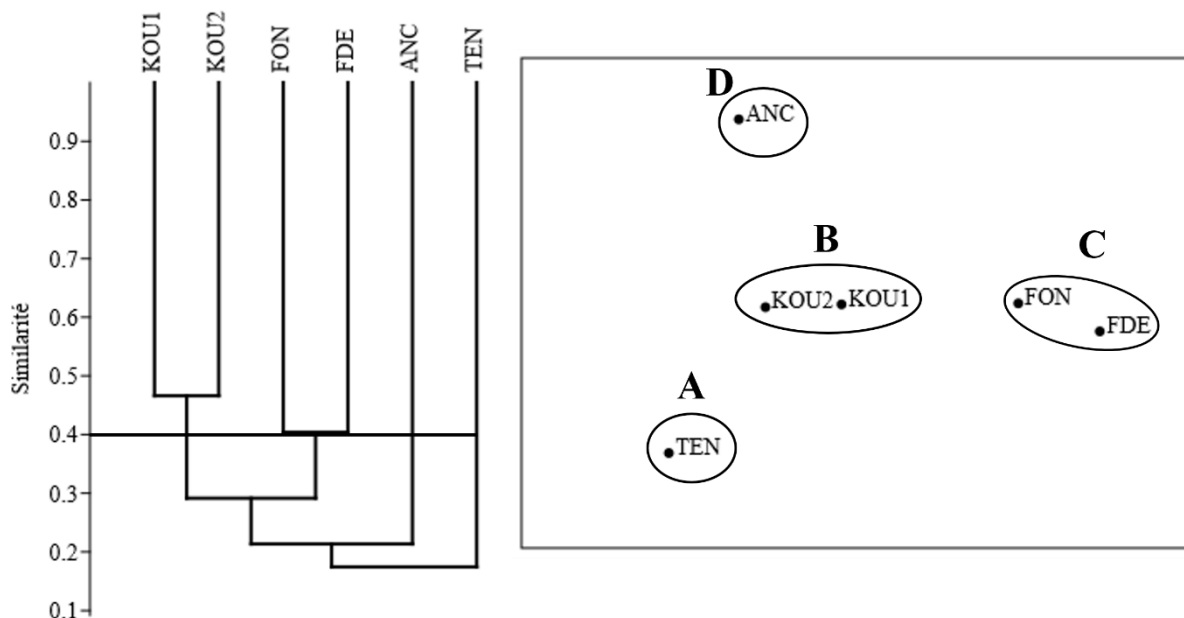 KOU1
KOU2
FON
FDE
ANC
TEN
Similarité
0.9
0.8
0.7
0.6
0.5
0.4
0.3
0.2
0.1
D
ANC
B
KOU2
KOU1
C
FON
FDE
A
TEN